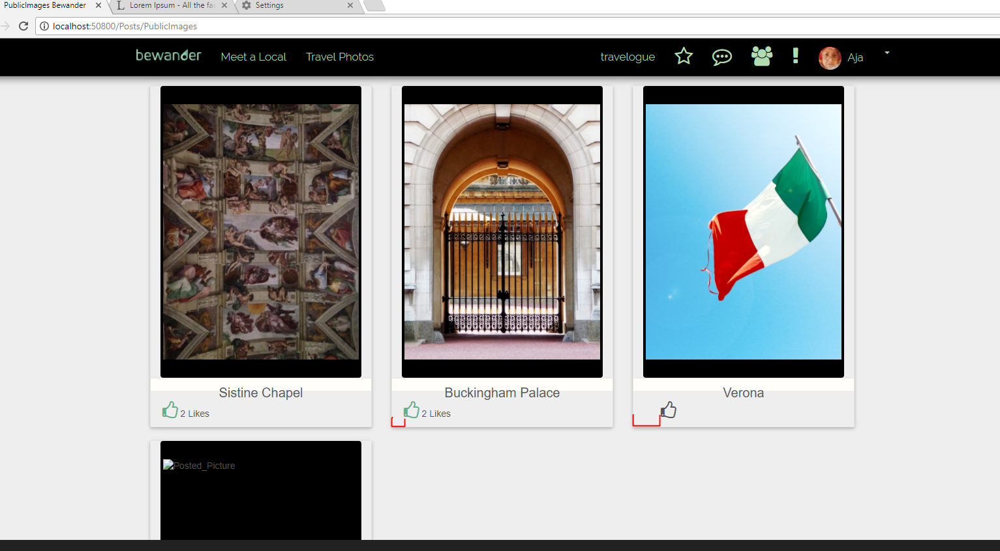 PublicImages Bewander
Lorem Ipsum - All the fac
Settings
localhost:50800/Posts/PublicImages
bewander
Meet a Local
Travel Photos
travelogue
Aja
Sistine Chapel
Buckingham Palace
Verona
2 Likes
2 Likes
Posted_Picture